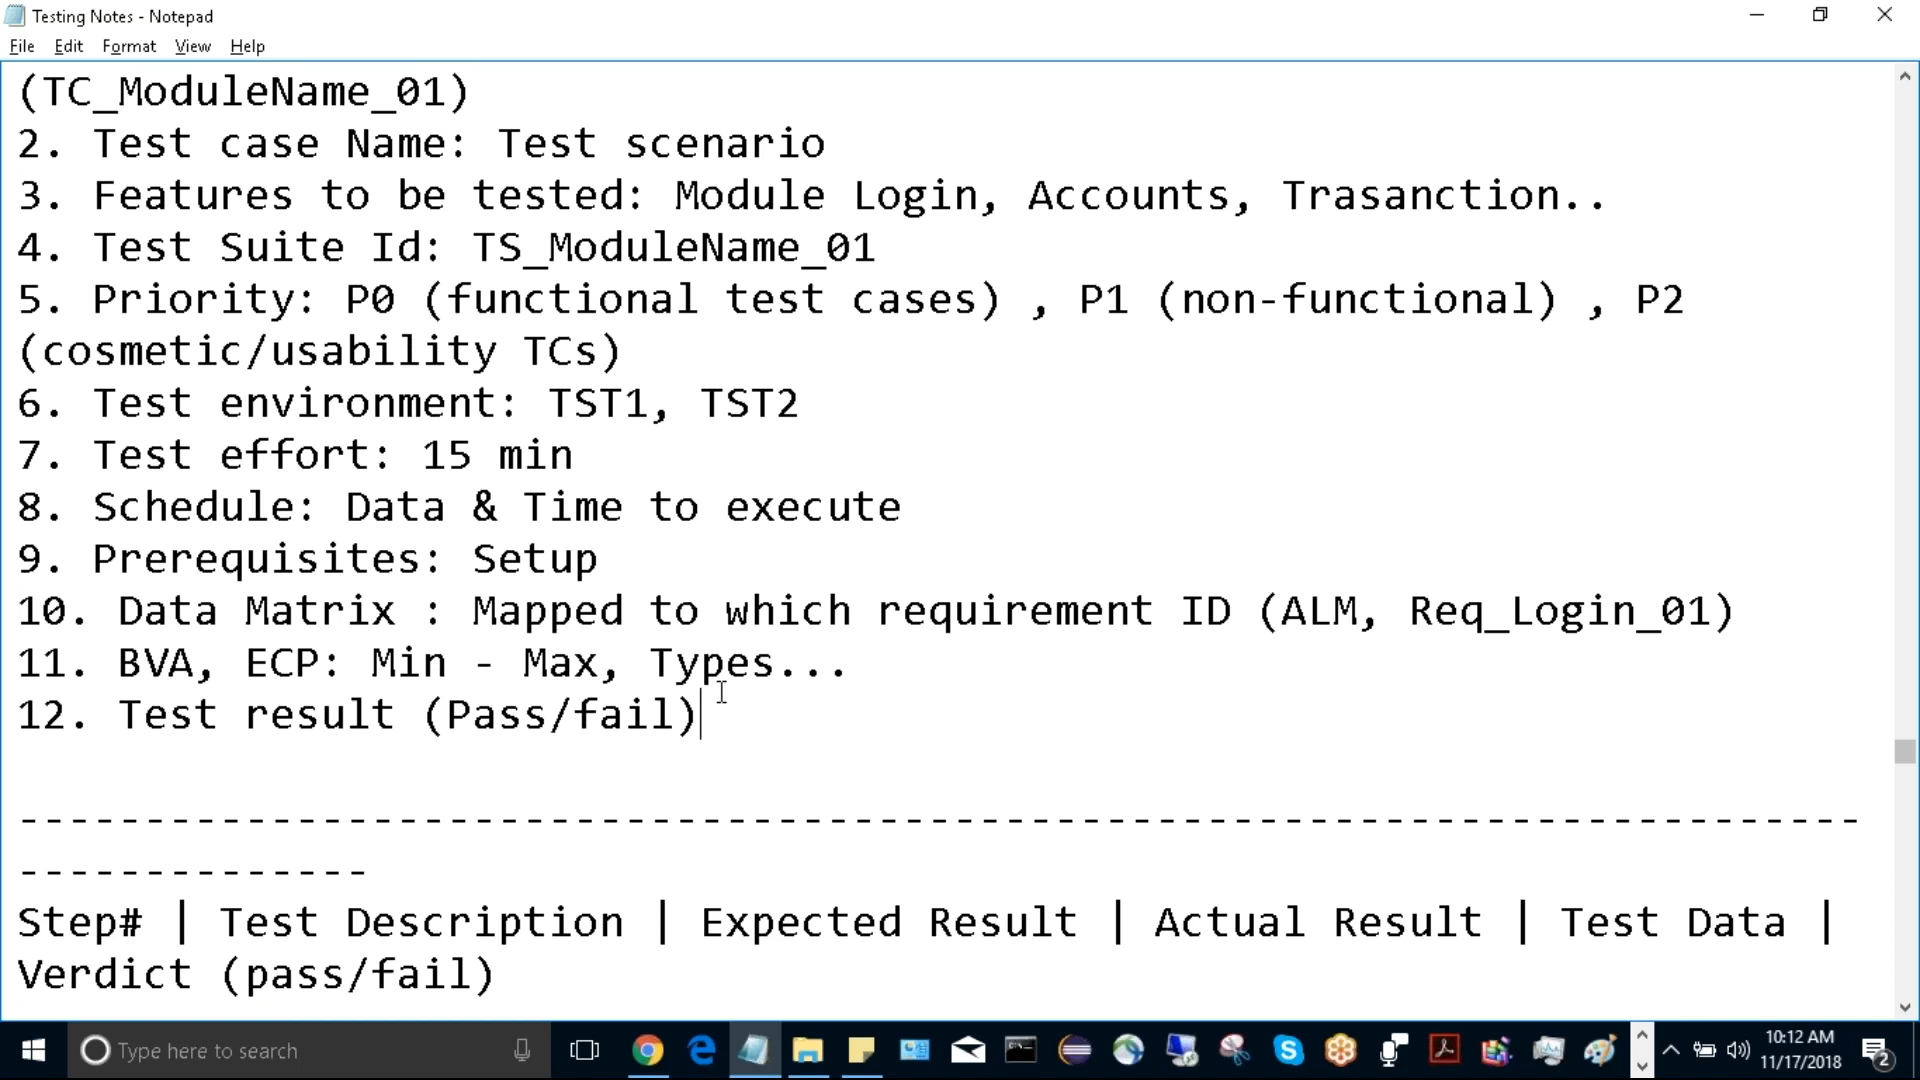 Testing Notes - Notepad
File Edit Format View Help
(TC_ModuleName_01)
2. Test case Name: Test scenario
3. Features to be tested: Module Login, Accounts, Trasanction..
4. Test Suite Id: TS_ModuleName_01
5. Priority: P0 (functional test cases) , P1 (non-functional) , P2
(cosmetic/usability TCs)
6. Test environment: TST1, TST2
7. Test effort: 15 min
8. Schedule: Data & Time to execute
9. Prerequisites: Setup
10. Data Matrix : Mapped to which requirement ID (ALM, Req_Login_01)
11. BVA, ECP: Min - Max, Types...
12. Test result (Pass/fail)
-------------------------------------------------------------------------
--------------
Step# | Test Description | Expected Result | Actual Result | Test Data |
Verdict (pass/fail)
Type here to search
10:12 AM
11/17/2018
2